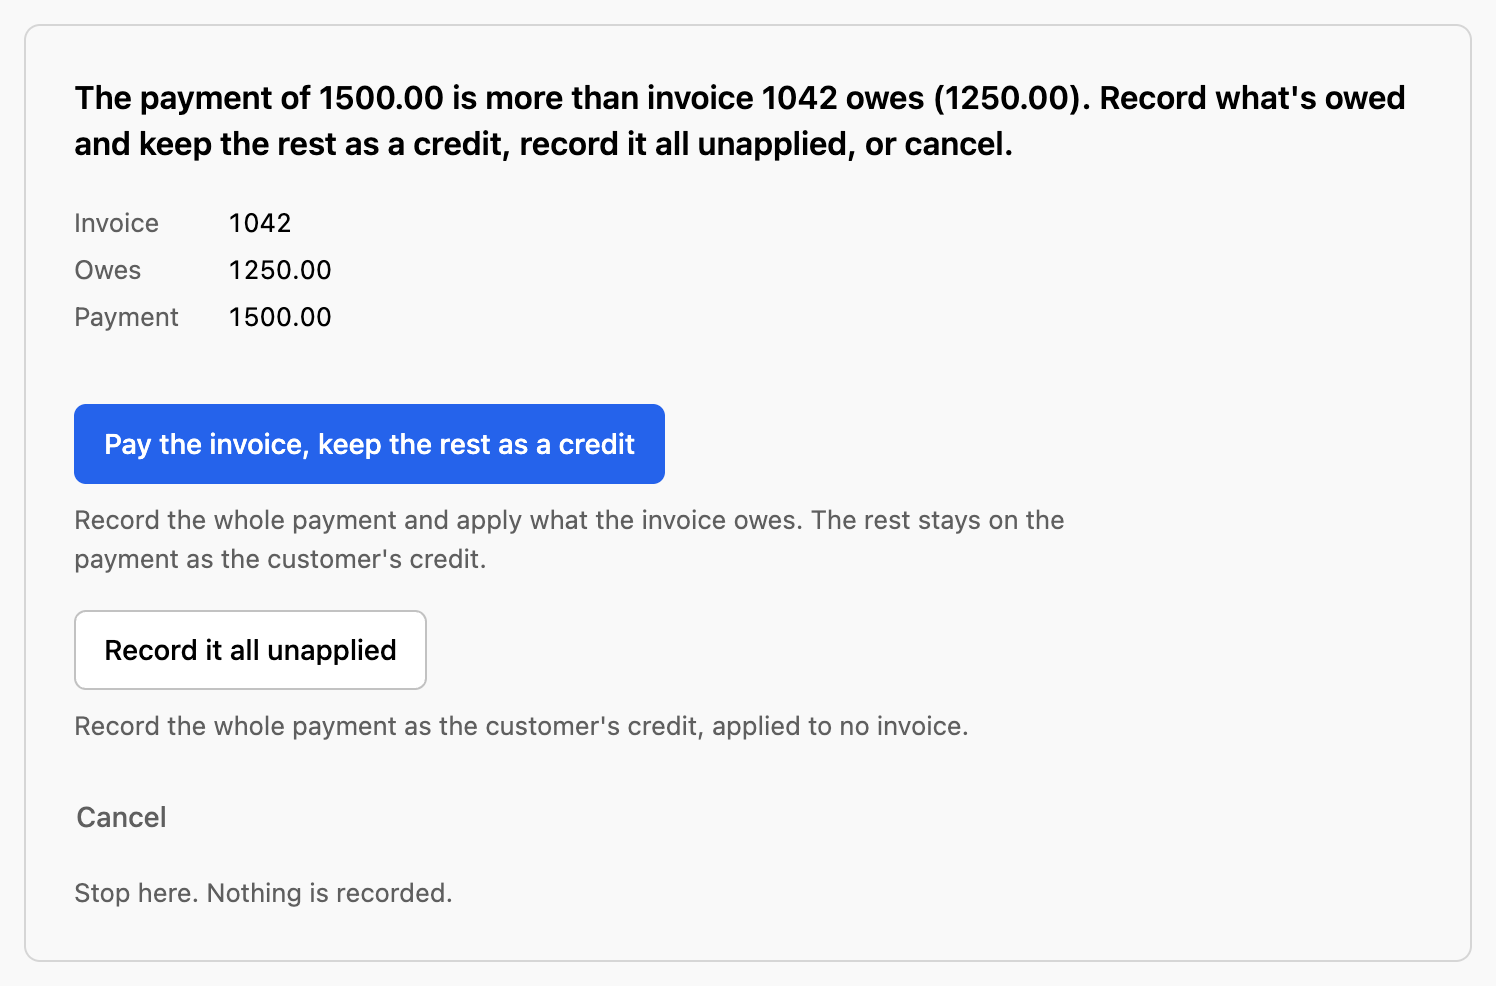 The payment of 1500.00 is more than invoice 1042 owes (1250.00). Record what's owed
and keep the rest as a credit, record it all unapplied, or cancel.
Invoice 1042
Owes 1250.00
Payment 1500.00
Pay the invoice, keep the rest as a credit
Record the whole payment and apply what the invoice owes. The rest stays on the
payment as the customer's credit.
Record it all unapplied
Record the whole payment as the customer's credit, applied to no invoice.
Cancel
Stop here. Nothing is recorded.